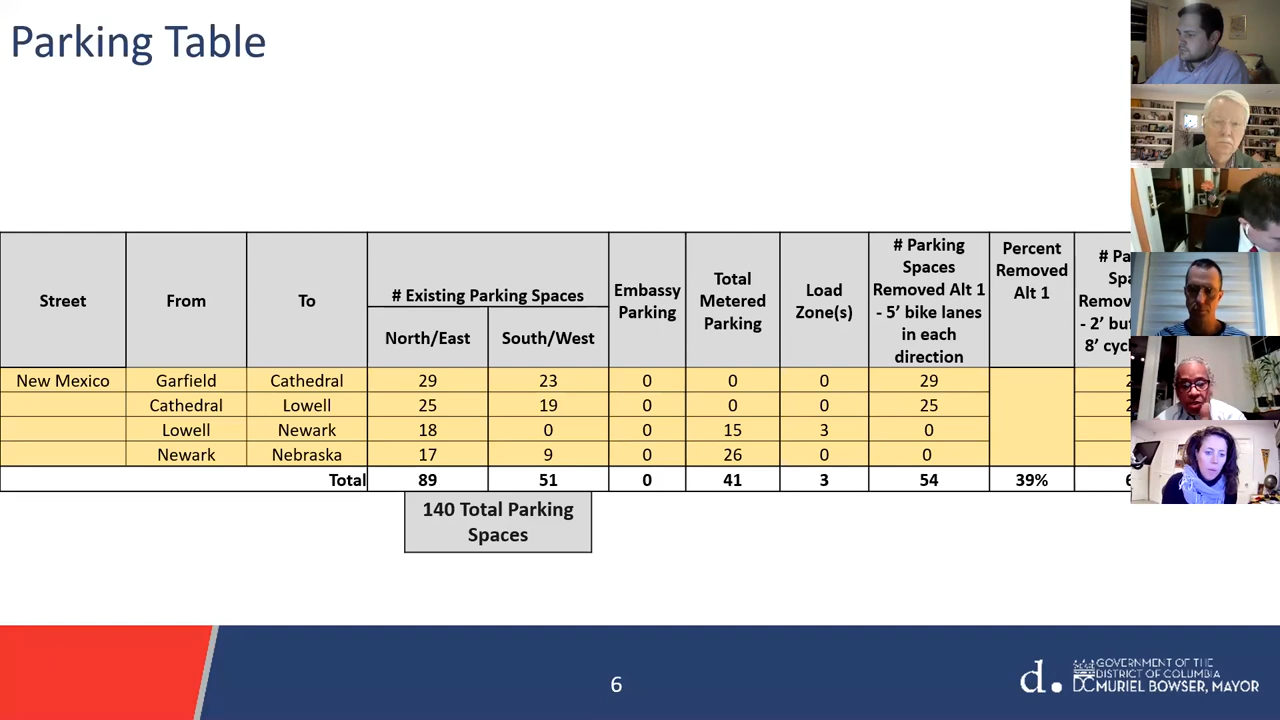 Parking Table
Street
From
To
# Existing Parking Spaces
North/East
South/West
Embassy
Parking
Total
Metered
Parking
Load
Zone(s)
# Parking
Spaces
Removed Alt 1
- 5’ bike lanes
in each
direction
Percent
Removed
Alt 1
# Pa
Spa
Remov
- 2’ bu
8’ cyc
New Mexico Garfield Cathedral 29 23 0 0 0 29
Cathedral Lowell 25 19 0 0 0 25
Lowell Newark 18 0 0 15 3 0
Newark Nebraska 17 9 0 26 0 0
Total 89 51 0 41 3 54 39%
140 Total Parking
Spaces
6
d.
GOVERNMENT OF THE
DISTRICT OF COLUMBIA
DC MURIEL BOWSER, MAYOR